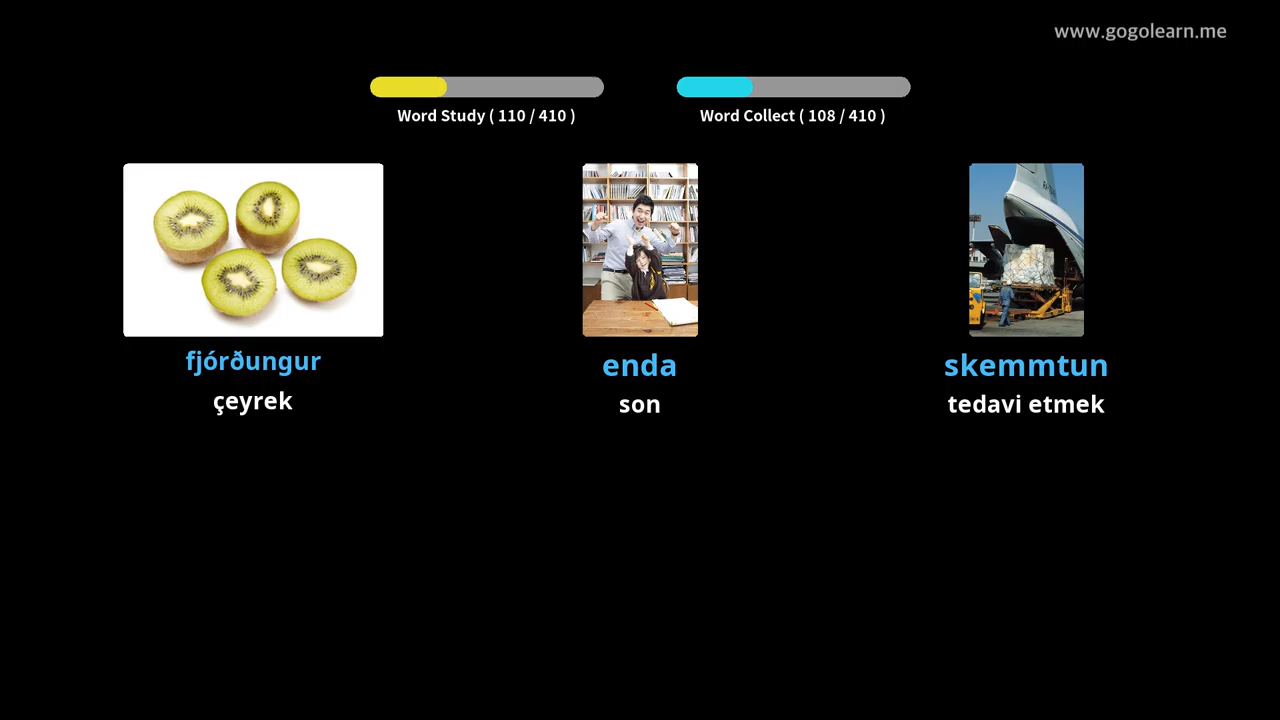 www.gogolearn.me
Word Study ( 110 / 410 )
Word Collect ( 108 / 410 )
fjórðungur
enda
skemmtun
çeyrek
son
tedavi etmek